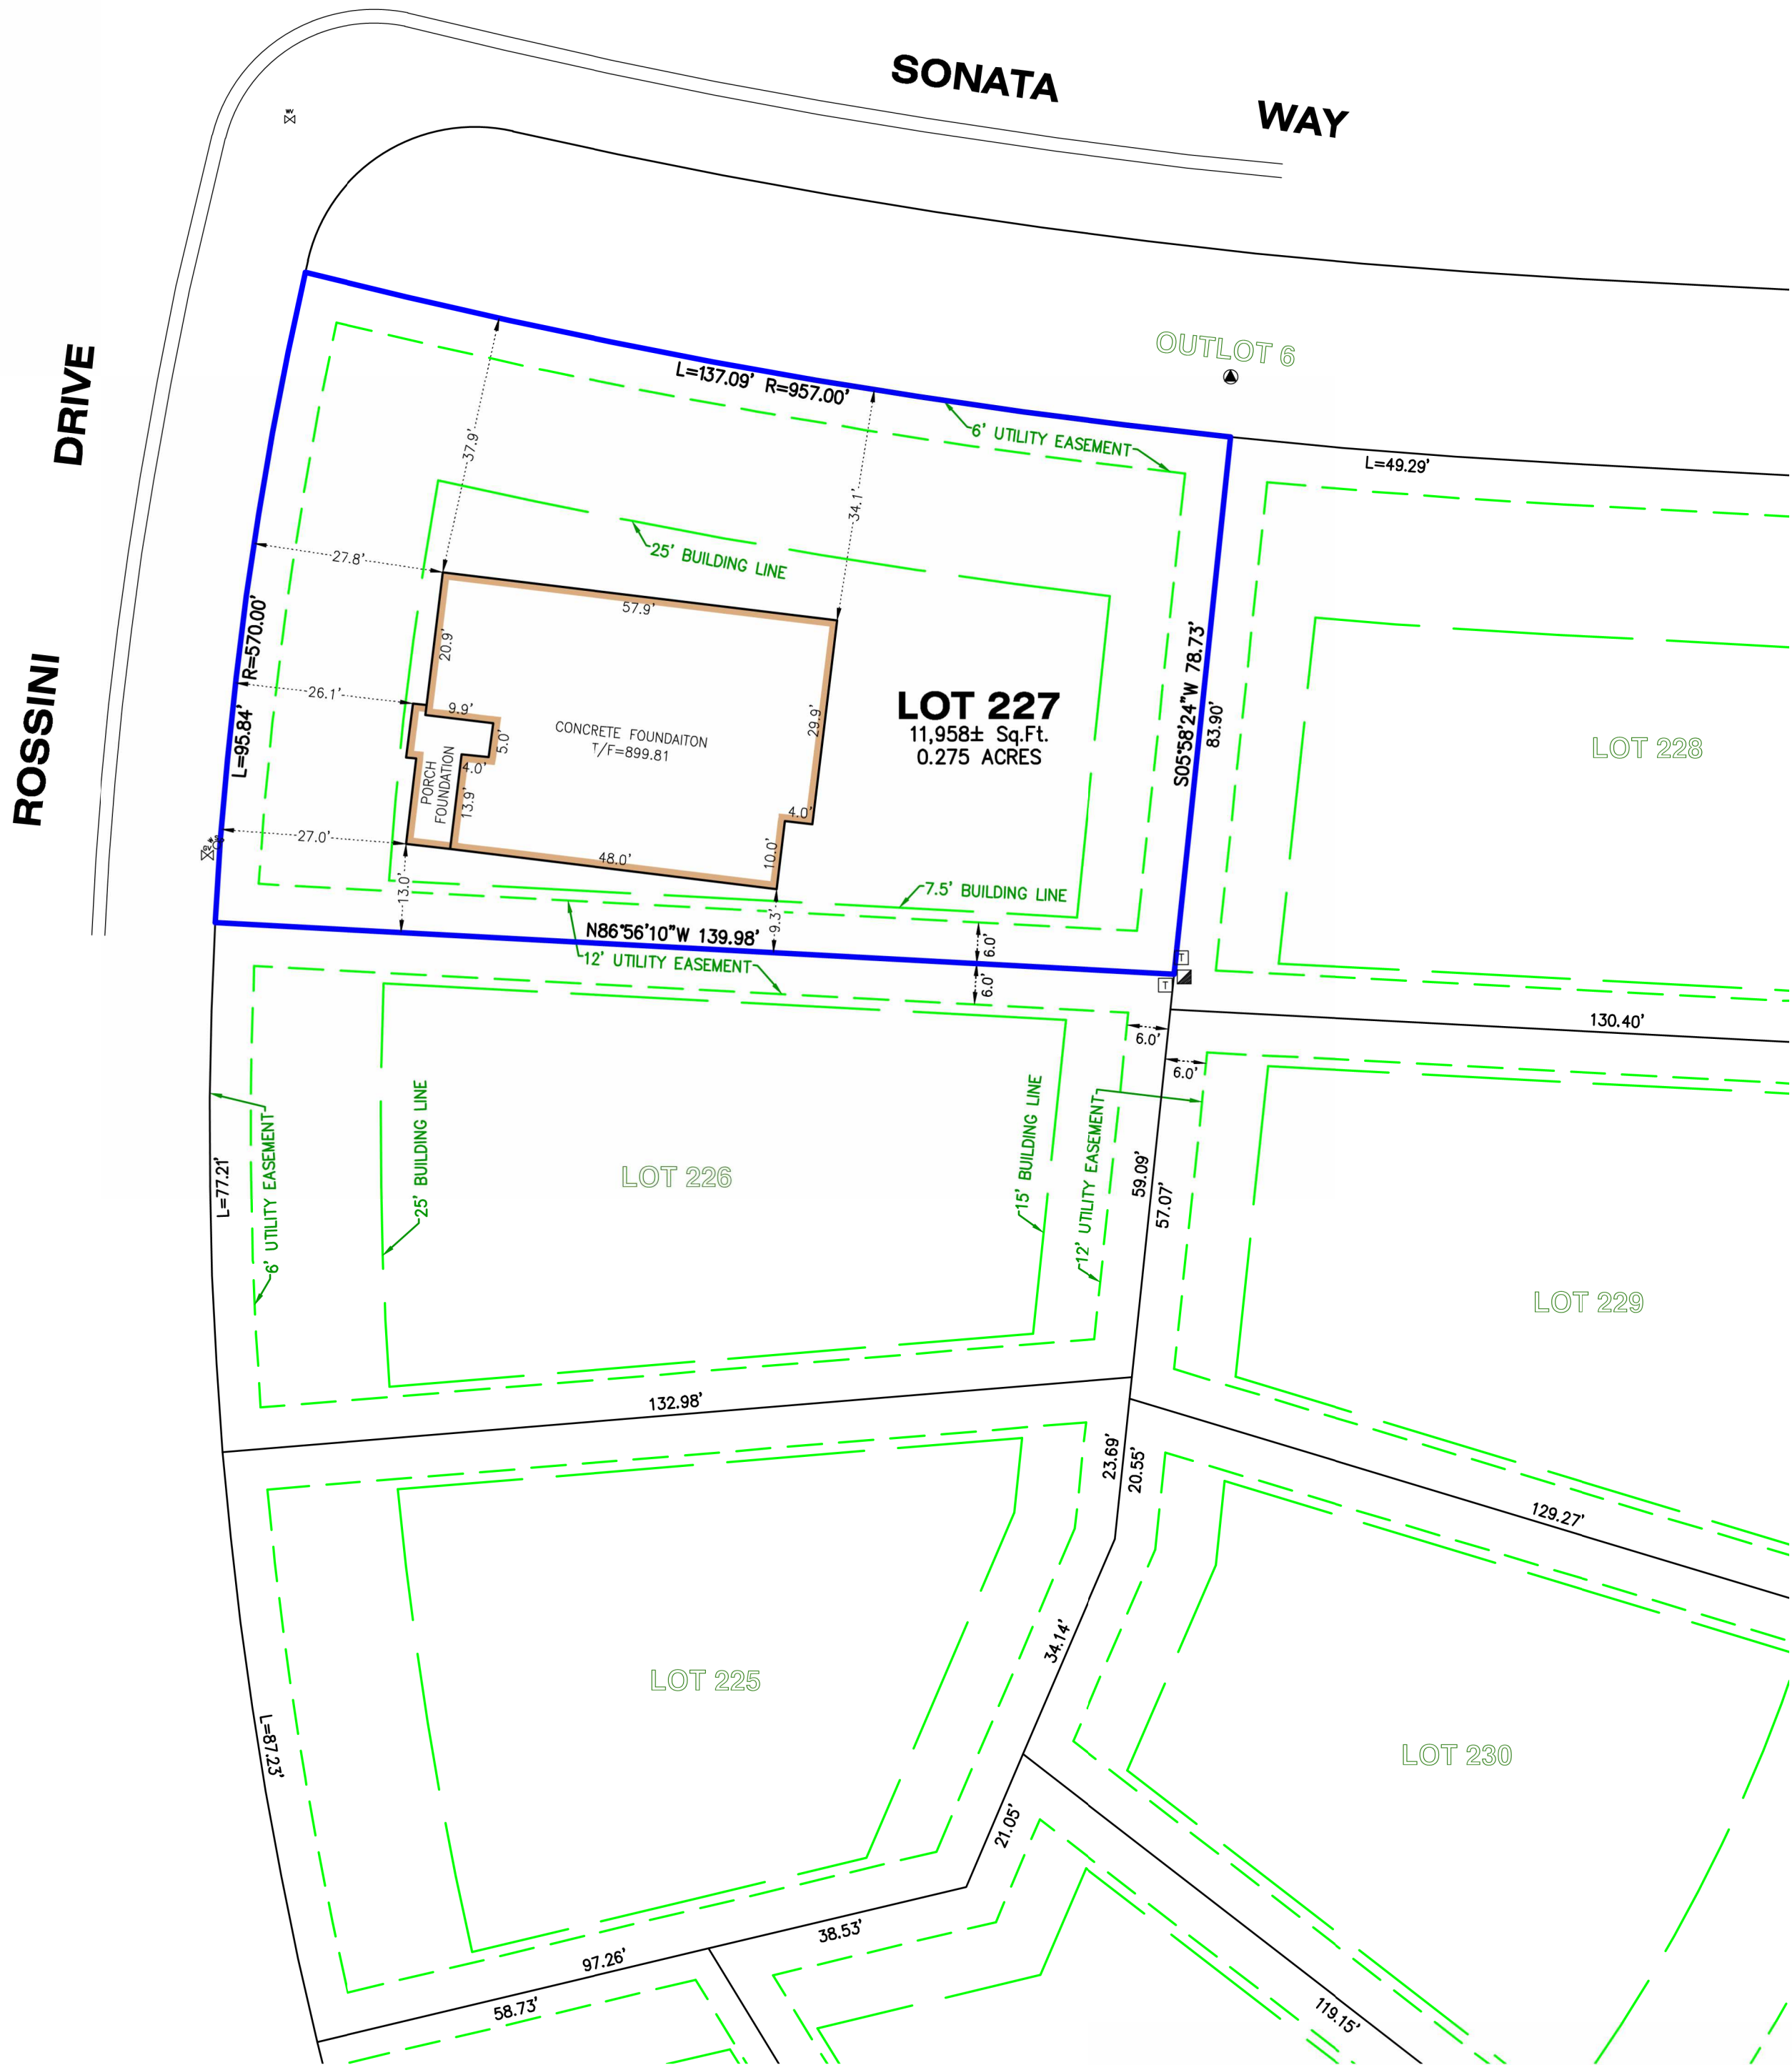 SONATA
WAY
WV
OUTLOT 6
DRIVE
ROSSINI
L=137.09' R=957.00'
6' UTILITY EASEMENT
L=49.29'
37.9'
34.1'
25' BUILDING LINE
27.8'
57.9'
R=570.00'
L=95.84'
20.9'
26.1'
9.9'
5.0'
4.0'
13.9'
PORCH
FOUNDATION
CONCRETE FOUNDAITON
T/F=899.81
29.9'
LOT 227
11,958± Sq.Ft.
0.275 ACRES
S05°58'24"W 78.73'
83.90'
LOT 228
4.0'
10.0'
27.0'
48.0'
13.0'
9.3'
7.5' BUILDING LINE
N86°56'10"W 139.98'
12' UTILITY EASEMENT
6.0'
6.0'
T
T
6.0'
6.0'
130.40'
L=77.21'
6' UTILITY EASEMENT
25' BUILDING LINE
LOT 226
15' BUILDING LINE
12' UTILITY EASEMENT
59.09'
57.07'
LOT 229
132.98'
23.69'
20.55'
129.27'
34.14'
LOT 225
LOT 230
L=87.23'
21.05'
38.53'
97.26'
58.73'
119.15'